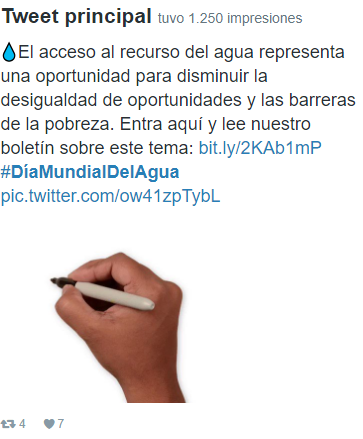 Tweet principal tuvo 1.250 impresiones
💧El acceso al recurso del agua representa
una oportunidad para disminuir la
desigualdad de oportunidades y las barreras
de la pobreza. Entra aquí y lee nuestro
boletín sobre este tema: bit.ly/2KAb1mP
#DíaMundialDelAgua
pic.twitter.com/ow41zpTybL
4 7